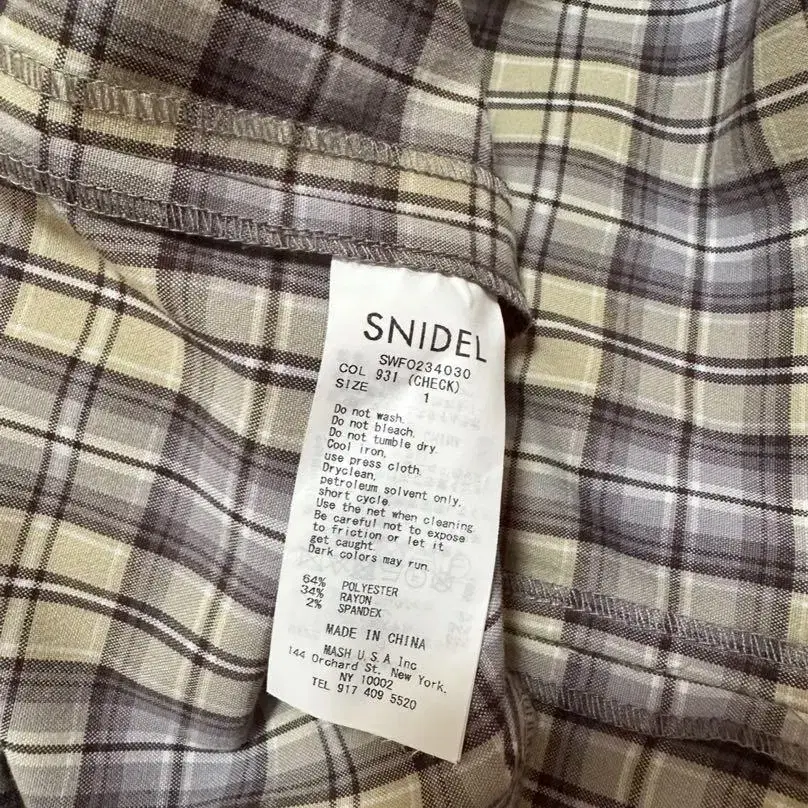 SNIDEL
SWFO234030
COL 931 (CHECK)
SIZE 1
Do not wash.
Do not bleach.
Do not tumble dry.
Cool iron.
use press cloth.
Dryclean,
petroleum solvent only,
short cycle.
Use the net when cleaning.
Be careful not to expose
to friction or let it
get caught.
Dark colors may run.
64% POLYESTER
34% RAYON
2% SPANDEX
MADE IN CHINA
MASH U.S.A Inc
144 Orchard St. New York.
NY 10002
TEL 917 409 5520